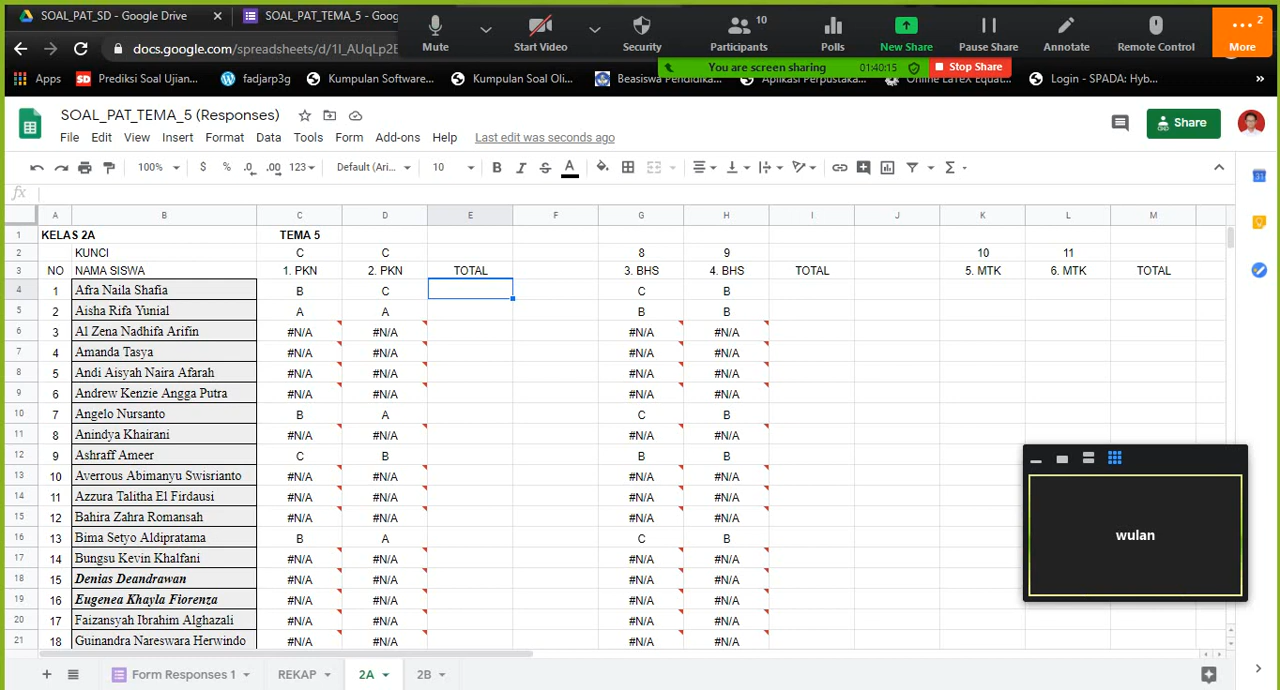 SOAL_PAT_SD - Google Drive × SOAL_PAT_TEMA_5 - Goog
Mute Start Video Security Participants 10 Polls New Share Pause Share Annotate Remote Control More 2
docs.google.com/spreadsheets/d/1I_AUqLp2E
You are screen sharing 01:40:15 Stop Share
Apps Prediksi Soal Ujian... fadjarp3g Kumpulan Software... Kumpulan Soal Oli... Beasiswa Pendidika... Aplikasi Perpustaka... Online LaTeX Equat... Login - SPADA: Hyb... »
SOAL_PAT_TEMA_5 (Responses)
File Edit View Insert Format Data Tools Form Add-ons Help Last edit was seconds ago
Share
100% $ % .0 .00 123 Default (Ari... 10 B I S A
fx
A B C D E F G H I J K L M
1 KELAS 2A TEMA 5
2 KUNCI C C 8 9 10 11
3 NO NAMA SISWA 1. PKN 2. PKN TOTAL 3. BHS 4. BHS TOTAL 5. MTK 6. MTK TOTAL
4 1 Afra Naila Shafia B C C B
5 2 Aisha Rifa Yunial A A B B
6 3 Al Zena Nadhifa Arifin #N/A #N/A #N/A #N/A
7 4 Amanda Tasya #N/A #N/A #N/A #N/A
8 5 Andi Aisyah Naira Afarah #N/A #N/A #N/A #N/A
9 6 Andrew Kenzie Angga Putra #N/A #N/A #N/A #N/A
10 7 Angelo Nursanto B A C B
11 8 Anindya Khairani #N/A #N/A #N/A #N/A
12 9 Ashraff Ameer C B B B
13 10 Averrous Abimanyu Swisrianto #N/A #N/A #N/A #N/A
14 11 Azzura Talitha El Firdausi #N/A #N/A #N/A #N/A
15 12 Bahira Zahra Romansah #N/A #N/A #N/A #N/A
16 13 Bima Setyo Aldipratama B A C B
17 14 Bungsu Kevin Khalfani #N/A #N/A #N/A #N/A
18 15 Denias Deandrawan #N/A #N/A #N/A #N/A
19 16 Eugenea Khayla Fiorenza #N/A #N/A #N/A #N/A
20 17 Faizansyah Ibrahim Alghazali #N/A #N/A #N/A #N/A
21 18 Guinandra Nareswara Herwindo #N/A #N/A #N/A #N/A
wulan
Form Responses 1 REKAP 2A 2B